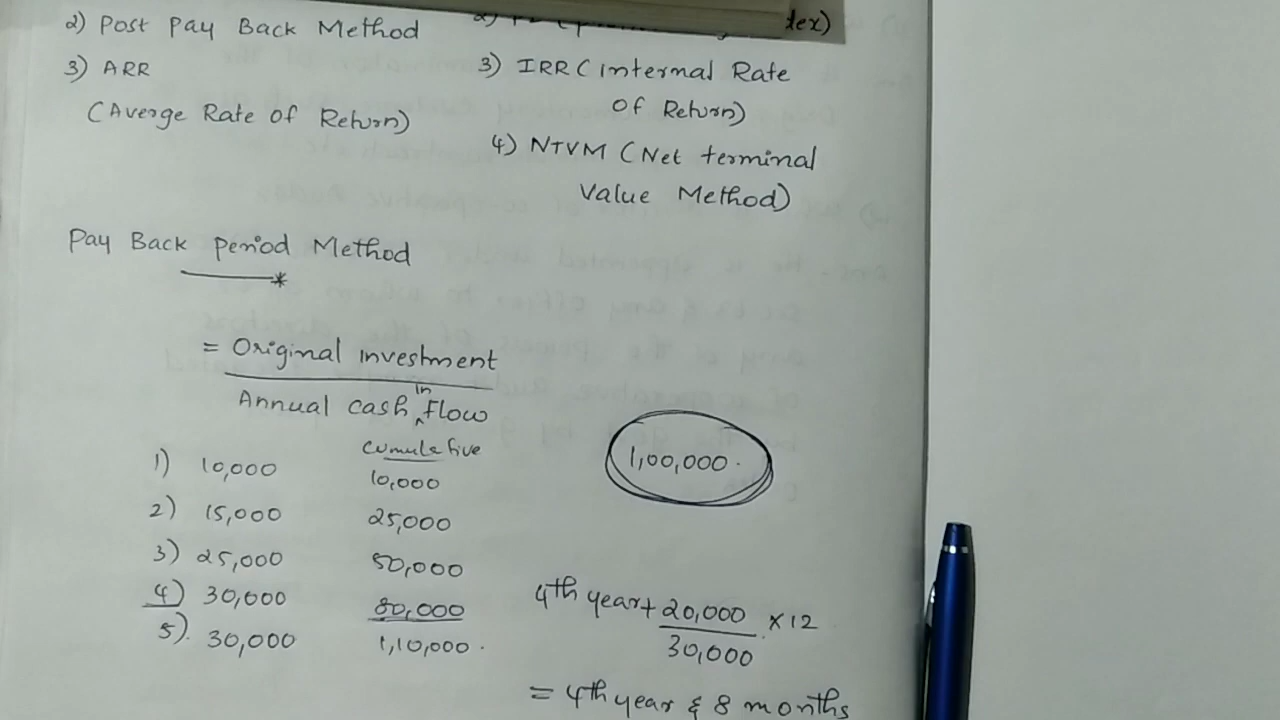 2) Post Pay Back Method
3) ARR
(Averge Rate of Return)
dex)
3) IRR (Internal Rate
of Return)
4) NTVM (Net terminal
Value Method)
Pay Back period Method
= Original investment
Annual cash in flow
cumulative
1) 10,000 10,000
2) 15,000 25,000
3) 25,000 50,000
4) 30,000 80,000
5). 30,000 1,10,000.
1,00,000.
4th year + 20,000 × 12
30,000
= 4th year & 8 months